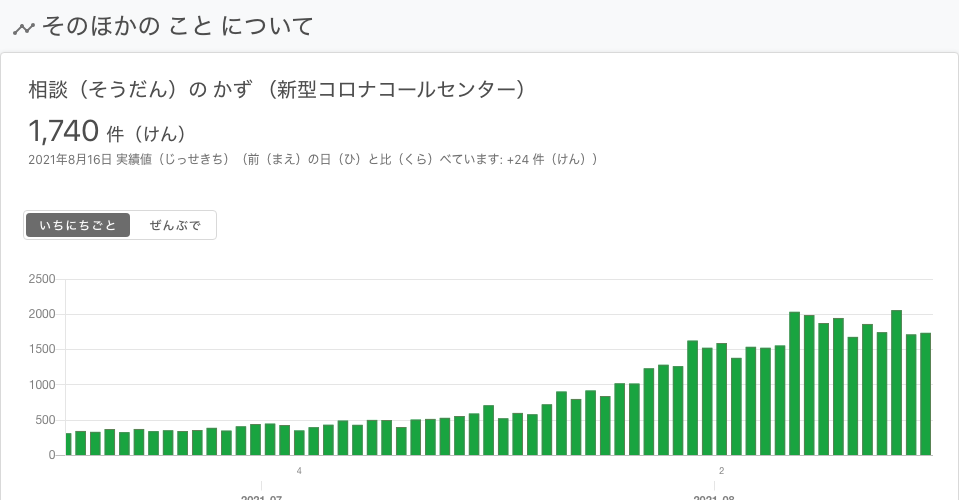 そのほかの こと について
相談（そうだん）の かず （新型コロナコールセンター）
1,740 件（けん）
2021年8月16日 実績値（じっせきち）（前（まえ）の日（ひ）と比（くら）べています: +24 件（けん））
いちにちごと ぜんぶで
2500
2000
1500
1000
500
0
4 2
2021-07 2021-08